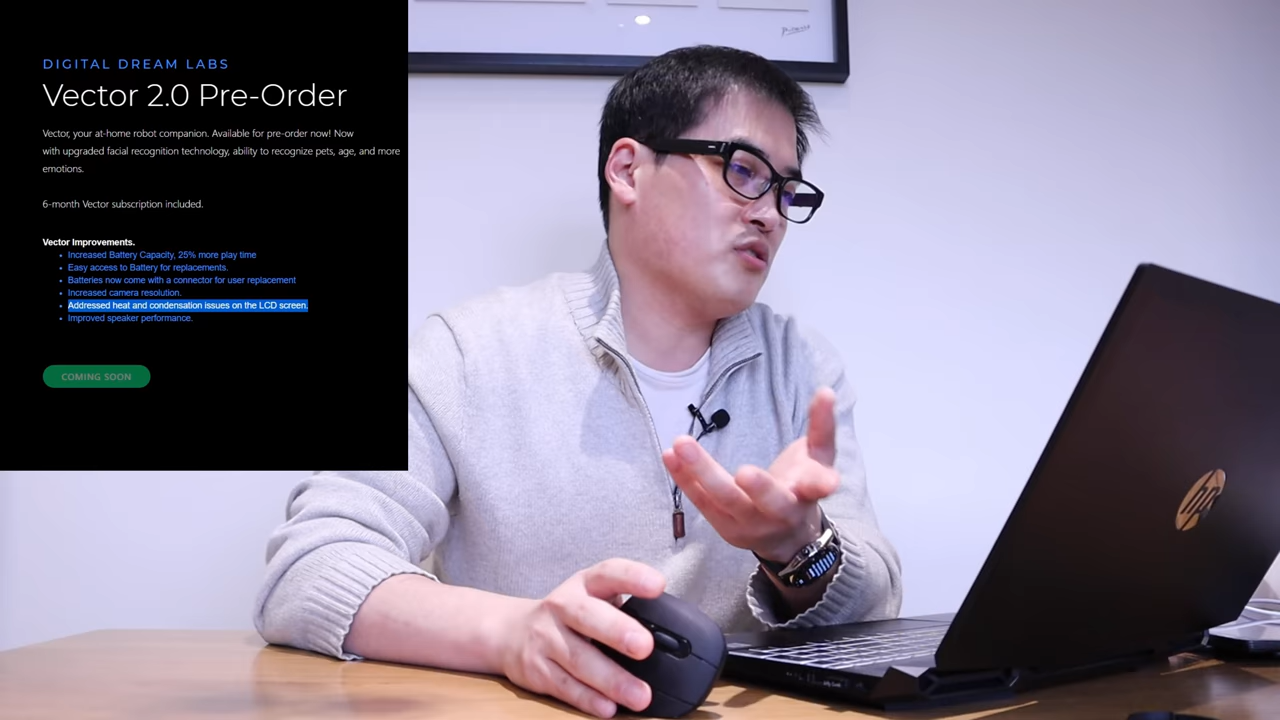 DIGITAL DREAM LABS
Vector 2.0 Pre-Order
Vector, your at-home robot companion. Available for pre-order now! Now
with upgraded facial recognition technology, ability to recognize pets, age, and more
emotions.
6-month Vector subscription included.
Vector Improvements.
Increased Battery Capacity, 25% more play time
Easy access to Battery for replacements.
Batteries now come with a connector for user replacement
Increased camera resolution.
Addressed heat and condensation issues on the LCD screen.
Improved speaker performance.
COMING SOON
hp